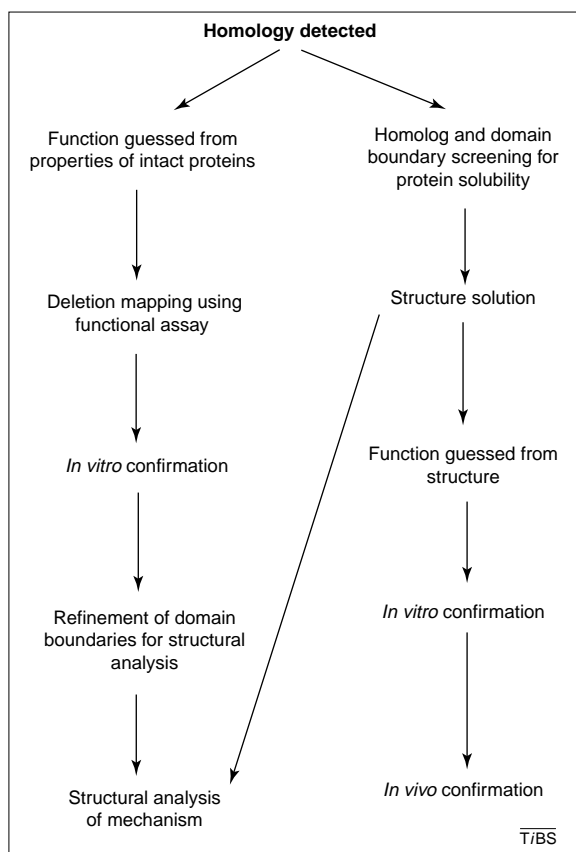 Homology detected
Function guessed from
properties of intact proteins
Deletion mapping using
functional assay
In vitro confirmation
Refinement of domain
boundaries for structural
analysis
Structural analysis
of mechanism
Homolog and domain
boundary screening for
protein solubility
Structure solution
Function guessed from
structure
In vitro confirmation
In vivo confirmation
TiBS